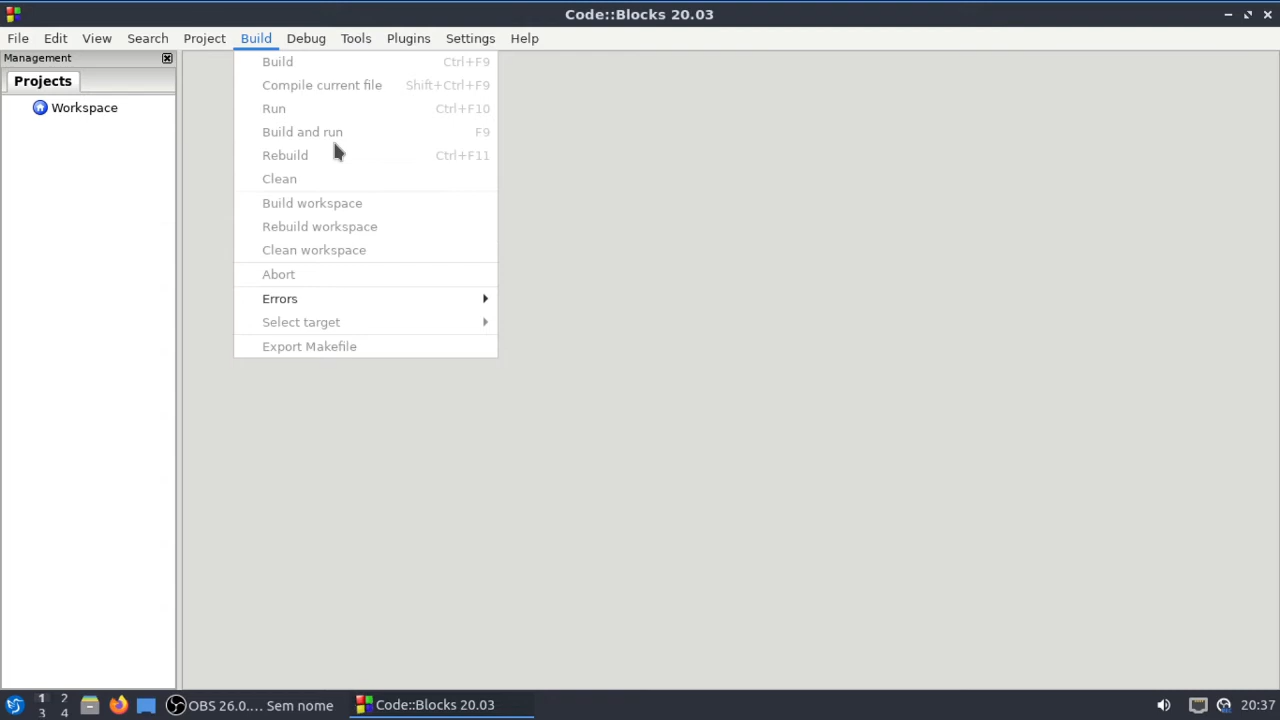 Code::Blocks 20.03
File Edit View Search Project Build Debug Tools Plugins Settings Help
Management
Projects
Workspace
Build Ctrl+F9
Compile current file Shift+Ctrl+F9
Run Ctrl+F10
Build and run F9
Rebuild Ctrl+F11
Clean
Build workspace
Rebuild workspace
Clean workspace
Abort
Errors
Select target
Export Makefile
1 2
3 4
OBS 26.0.... Sem nome
Code::Blocks 20.03
20:37